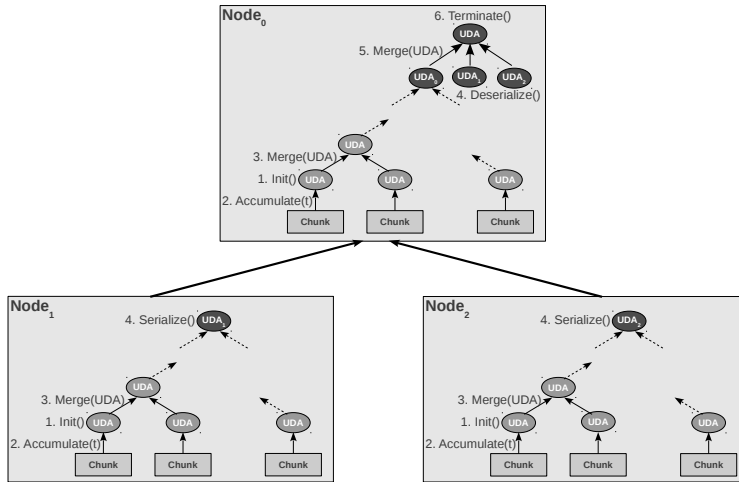 Node0
6. Terminate()
UDA
5. Merge(UDA)
UDA0 UDA1 UDA2
4. Deserialize()
UDA
3. Merge(UDA)
1. Init() UDA UDA UDA
2. Accumulate(t)
Chunk Chunk Chunk
Node1
4. Serialize() UDA1
UDA
3. Merge(UDA)
1. Init() UDA UDA UDA
2. Accumulate(t)
Chunk Chunk Chunk
Node2
4. Serialize() UDA2
UDA
3. Merge(UDA)
1. Init() UDA UDA UDA
2. Accumulate(t)
Chunk Chunk Chunk